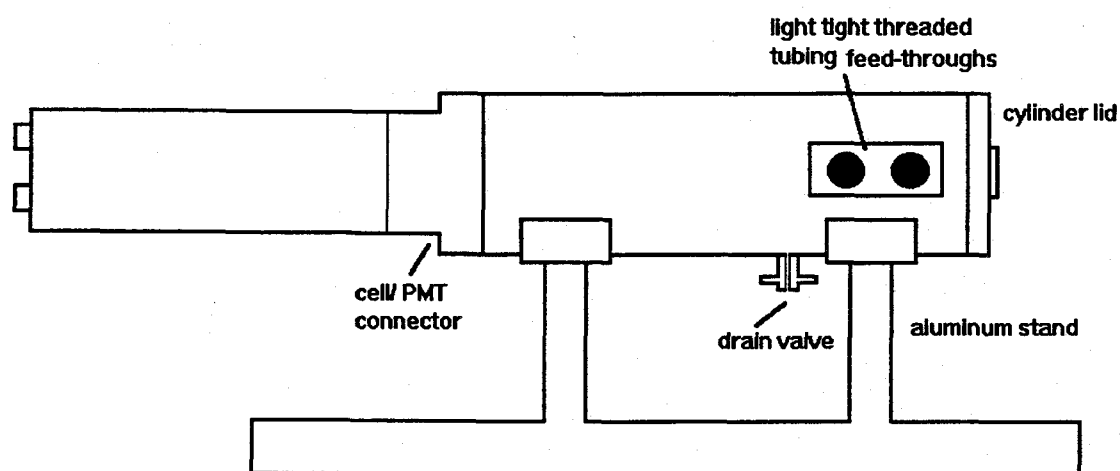 light tight threaded
tubing feed-throughs
cylinder lid
cell/ PMT
connector
drain valve
aluminum stand